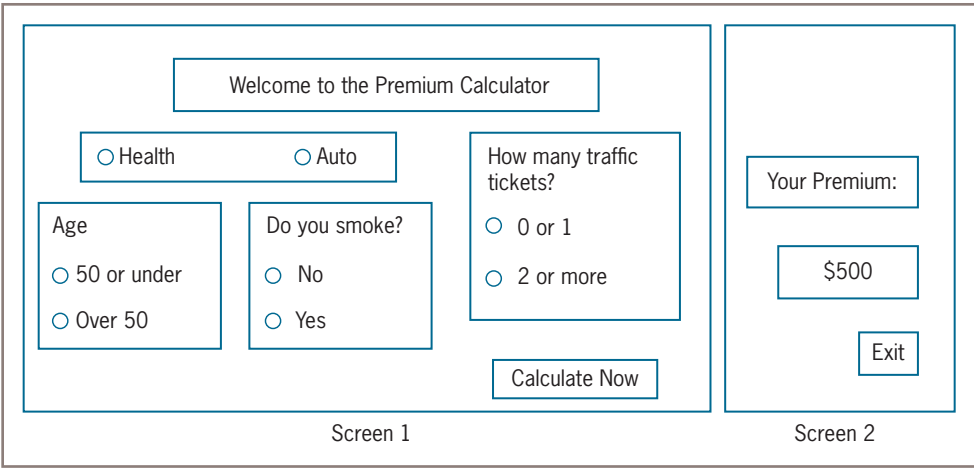 Welcome to the Premium Calculator
Health
Auto
Age
50 or under
Over 50
Do you smoke?
No
Yes
How many traffic
tickets?
0 or 1
2 or more
Calculate Now
Screen 1
Your Premium:
$500
Exit
Screen 2